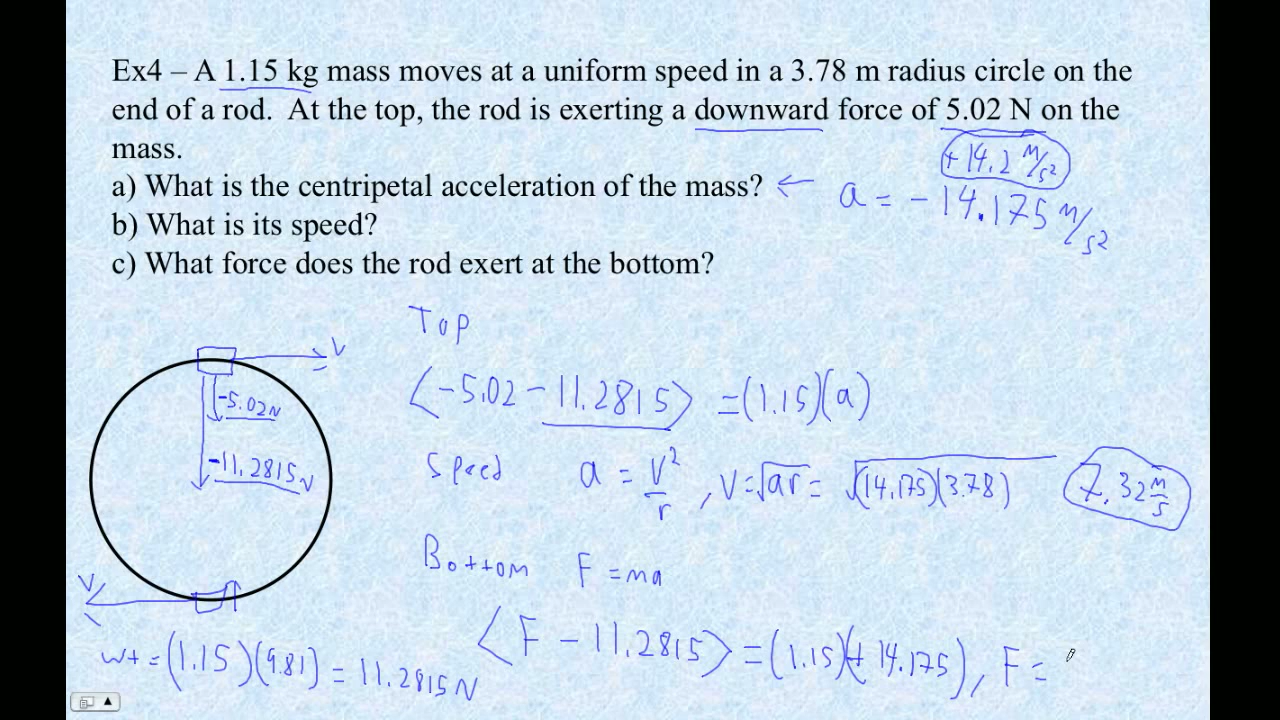 Ex4 – A 1.15 kg mass moves at a uniform speed in a 3.78 m radius circle on the
end of a rod.  At the top, the rod is exerting a downward force of 5.02 N on the
mass.
+14.2 m/s²
a) What is the centripetal acceleration of the mass? ←
a = -14.175 m/s²
b) What is its speed?
c) What force does the rod exert at the bottom?
Top
V
-5.02N
⟨-5.02 - 11.2815⟩ = (1.15)(a)
-11.2815N
Speed a = v²/r , V = √ar = √(14.175)(3.78) 7.32 m/s
Bottom F = ma
V
⟨F - 11.2815⟩ = (1.15)(+14.175), F =
wt = (1.15)(9.81) = 11.2815N